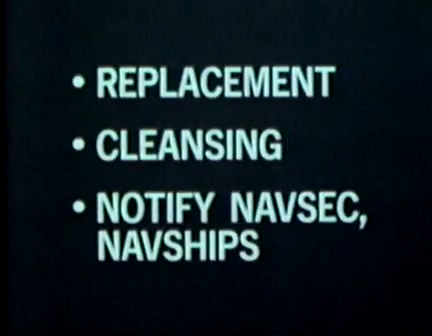 • REPLACEMENT
• CLEANSING
• NOTIFY NAVSEC,
NAVSHIPS